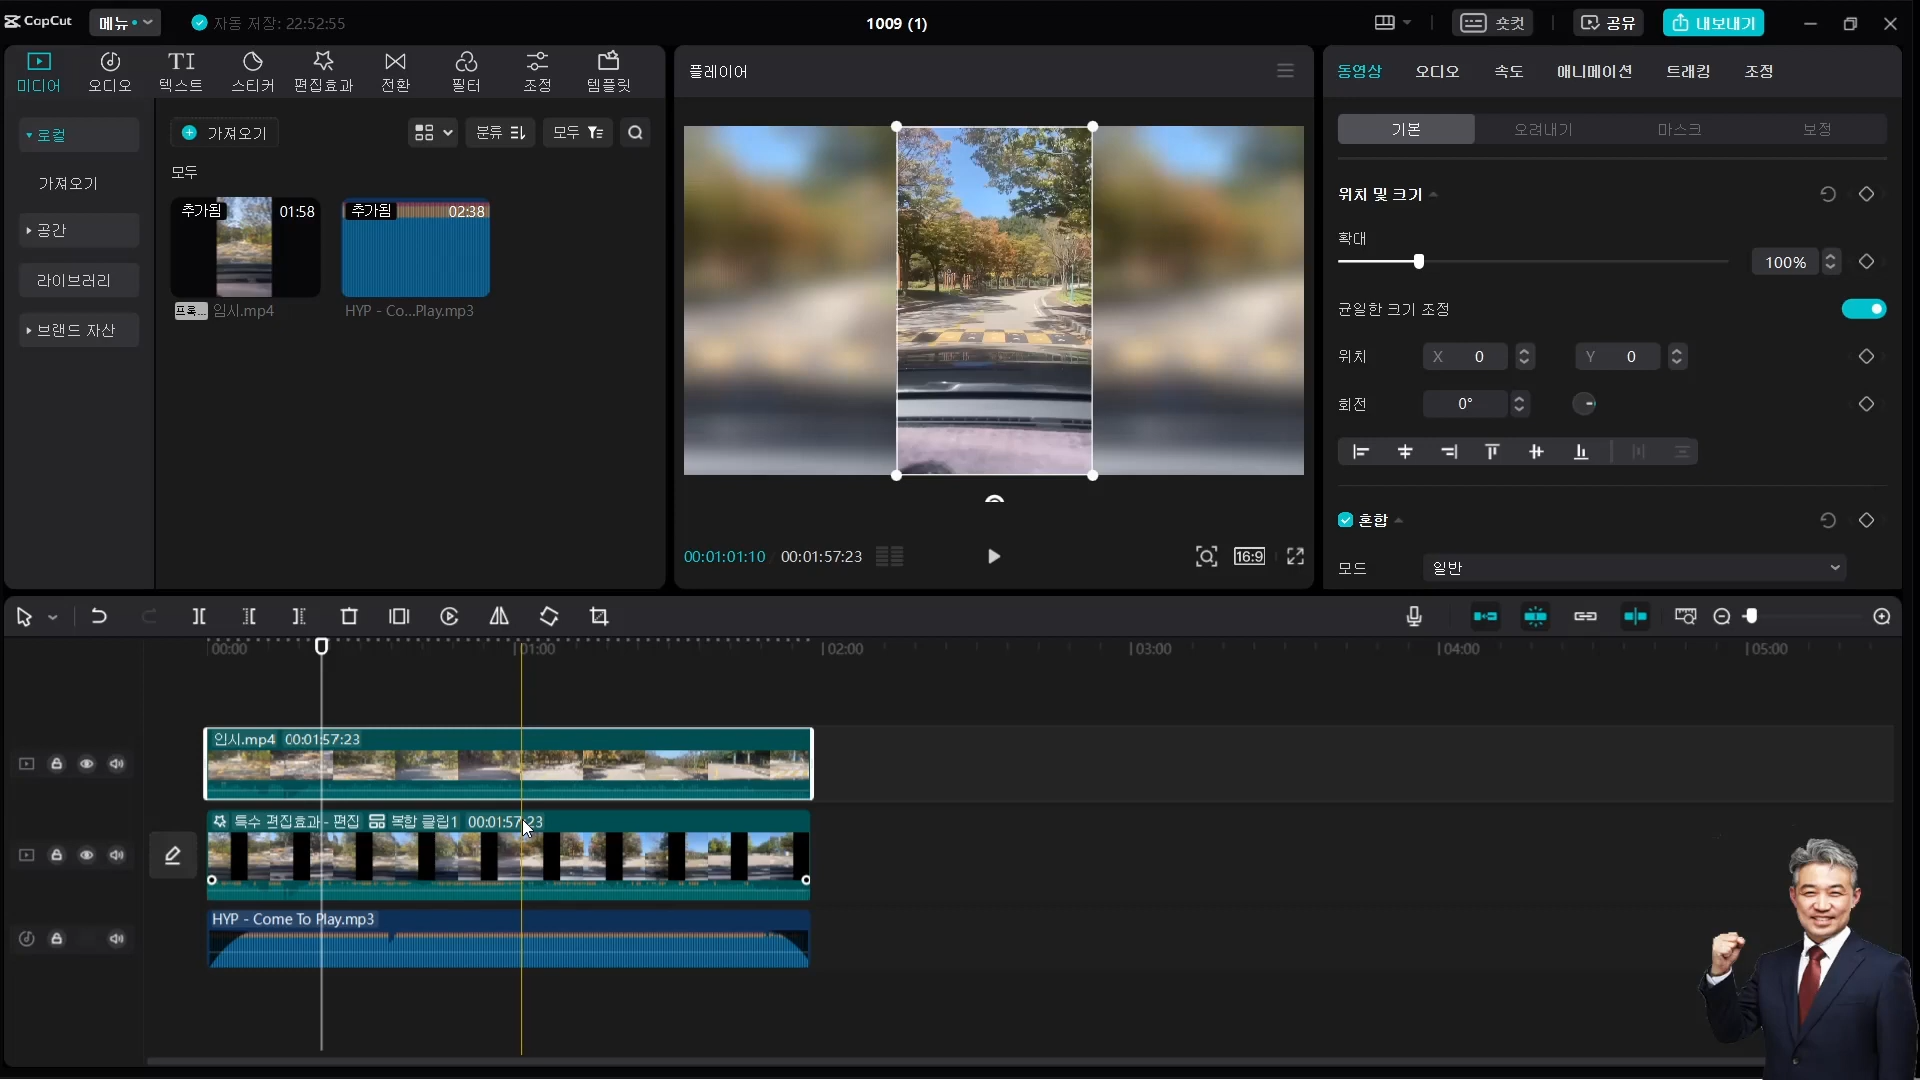 CapCut
메뉴
자동 저장: 22:52:55
1009 (1)
숏컷
공유
내보내기
미디어
오디오
텍스트
스티커
편집효과
전환
필터
조정
템플릿
로컬
가져오기
공간
라이브러리
브랜드 자산
가져오기
분류
모두
모두
추가됨
01:58
임시.mp4
추가됨
02:38
HYP - Co...Play.mp3
플레이어
00:01:01:10
00:01:57:23
16:9
동영상
오디오
속도
애니메이션
트래킹
조정
기본
오려내기
마스크
보정
위치 및 크기
확대
100%
균일한 크기 조정
위치
X 0
Y 0
회전
0°
혼합
모드
일반
00:00
01:00
02:00
03:00
04:00
05:00
임시.mp4 00:01:57:23
특수 편집효과 - 편집 복합 클립1 00:01:57:23
HYP - Come To Play.mp3